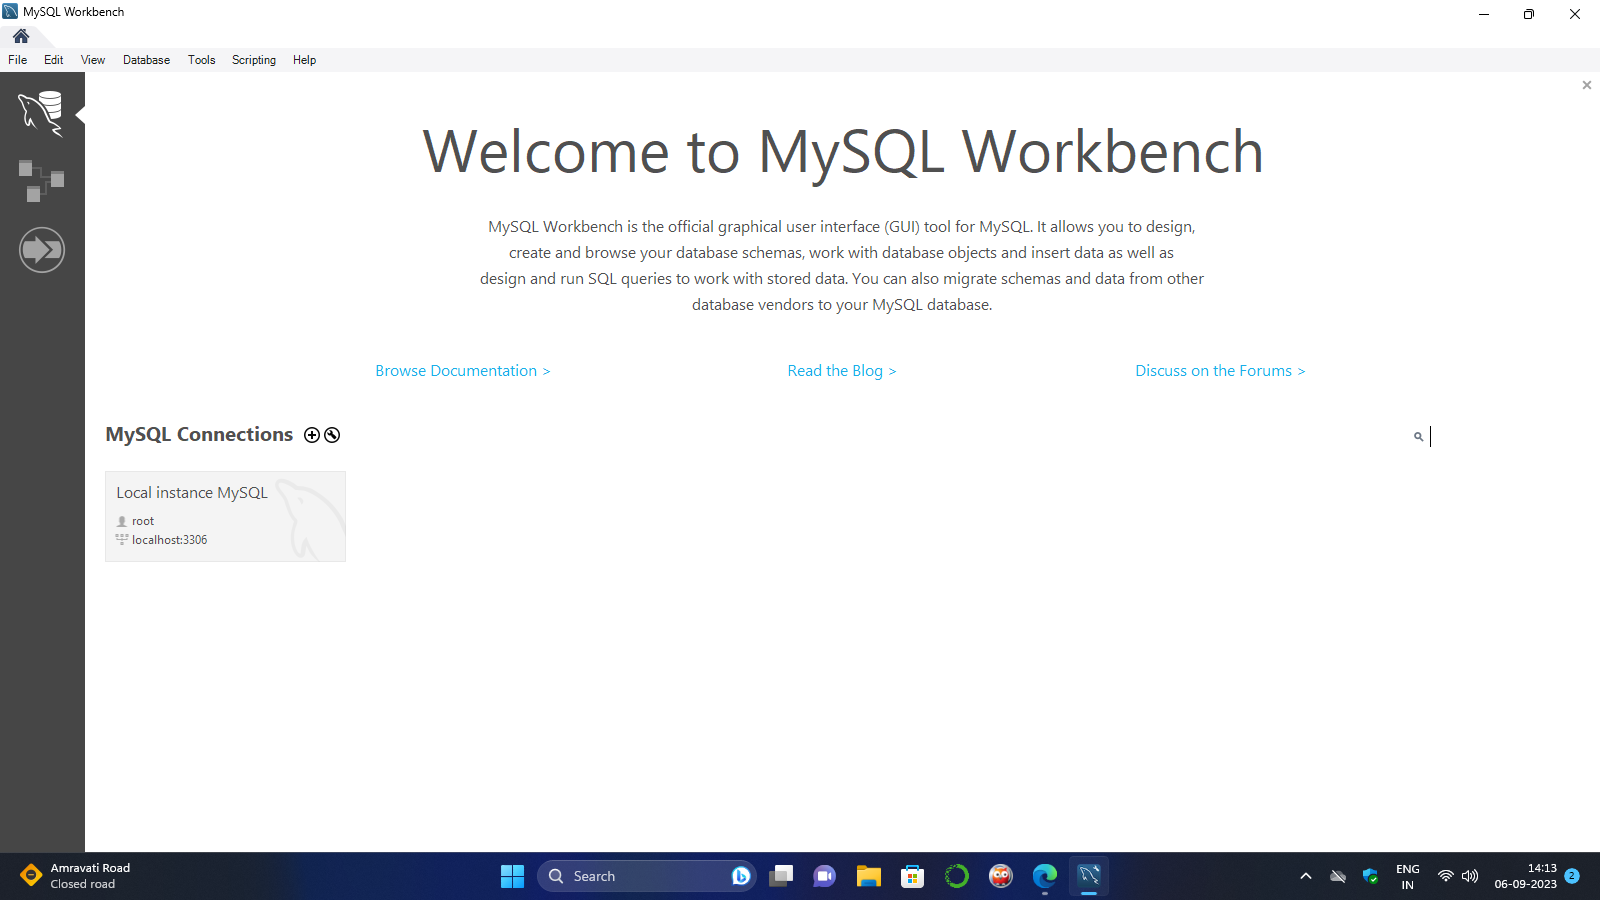 MySQL Workbench
File Edit View Database Tools Scripting Help
Welcome to MySQL Workbench
MySQL Workbench is the official graphical user interface (GUI) tool for MySQL. It allows you to design,
create and browse your database schemas, work with database objects and insert data as well as
design and run SQL queries to work with stored data. You can also migrate schemas and data from other
database vendors to your MySQL database.
Browse Documentation > Read the Blog > Discuss on the Forums >
MySQL Connections
Local instance MySQL
root
localhost:3306
Amravati Road
Closed road
Search
ENG
IN
14:13
06-09-2023
2